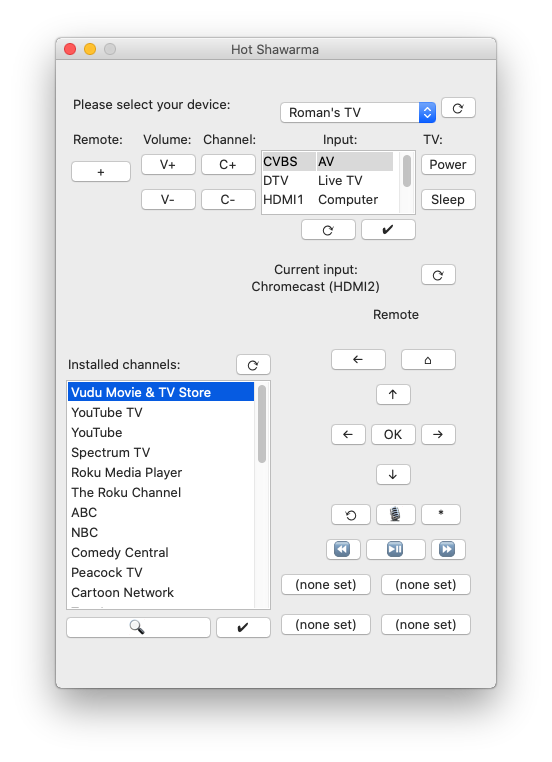 Hot Shawarma
Please select your device: Roman's TV ⟳
Remote: Volume: Channel: Input: TV:
+ V+ C+ CVBS AV Power
DTV Live TV
V- C- HDMI1 Computer Sleep
⟳ ✔
Current input:
Chromecast (HDMI2) ⟳
Remote
Installed channels: ⟳
← ⌂
↑
← OK →
↓
↺ 🎙 *
⏪ ⏯ ⏩
Vudu Movie & TV Store
YouTube TV
YouTube
Spectrum TV
Roku Media Player
The Roku Channel
ABC
NBC
Comedy Central
Peacock TV
Cartoon Network
🔍 ✔
(none set) (none set)
(none set) (none set)